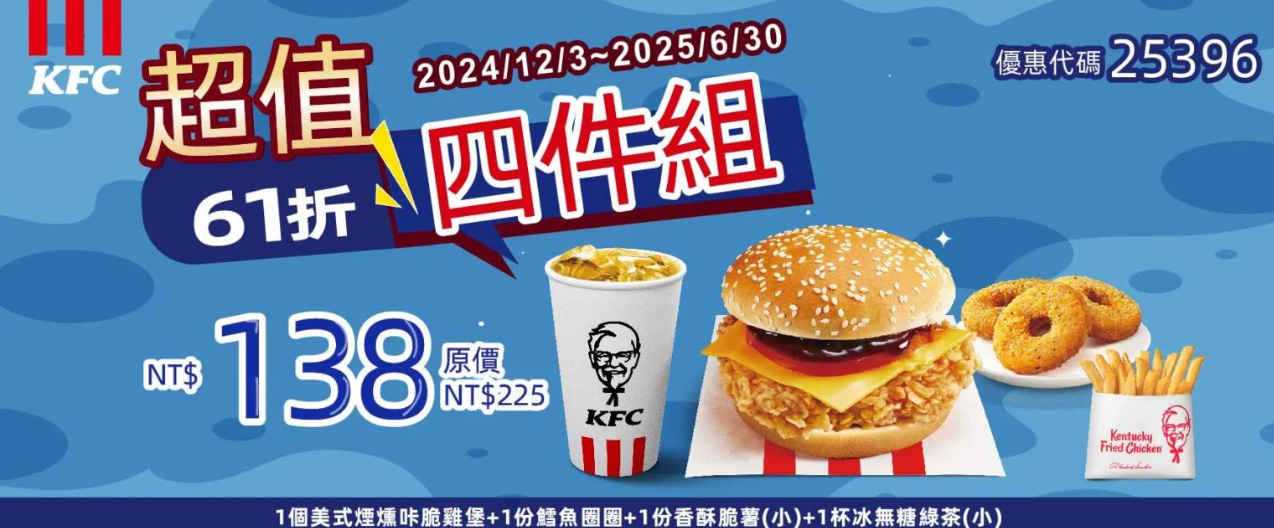 KFC
超值
2024/12/3~2025/6/30
優惠代碼 25396
四件組
61折
NT$ 138
原價
NT$225
KFC
Kentucky
Fried Chicken
1個美式煙燻咔脆雞堡+1份鱈魚圈圈+1份香酥脆薯(小)+1杯冰無糖綠茶(小)